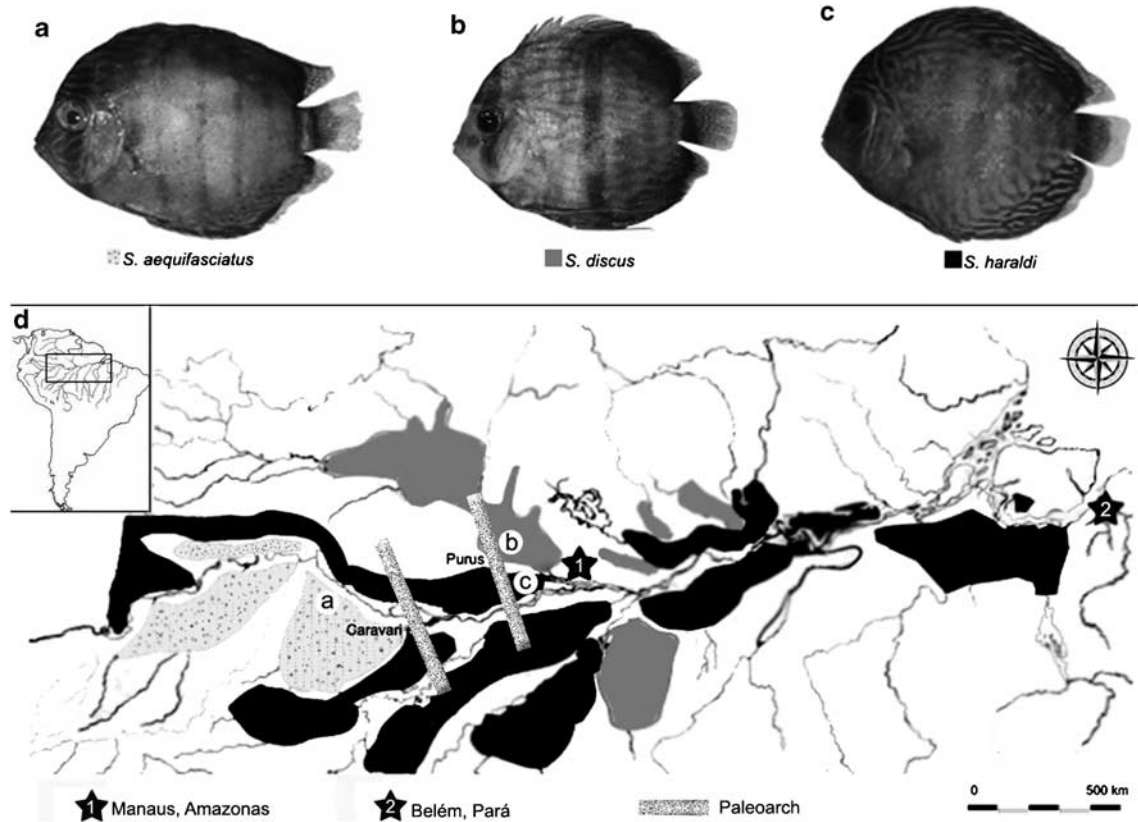 a
b
c
S. aequifasciatus
S. discus
S. haraldi
d
2
b
Purus
1
c
a
Caravari
1 Manaus, Amazonas
2 Belém, Pará
Paleoarch
0 500 km